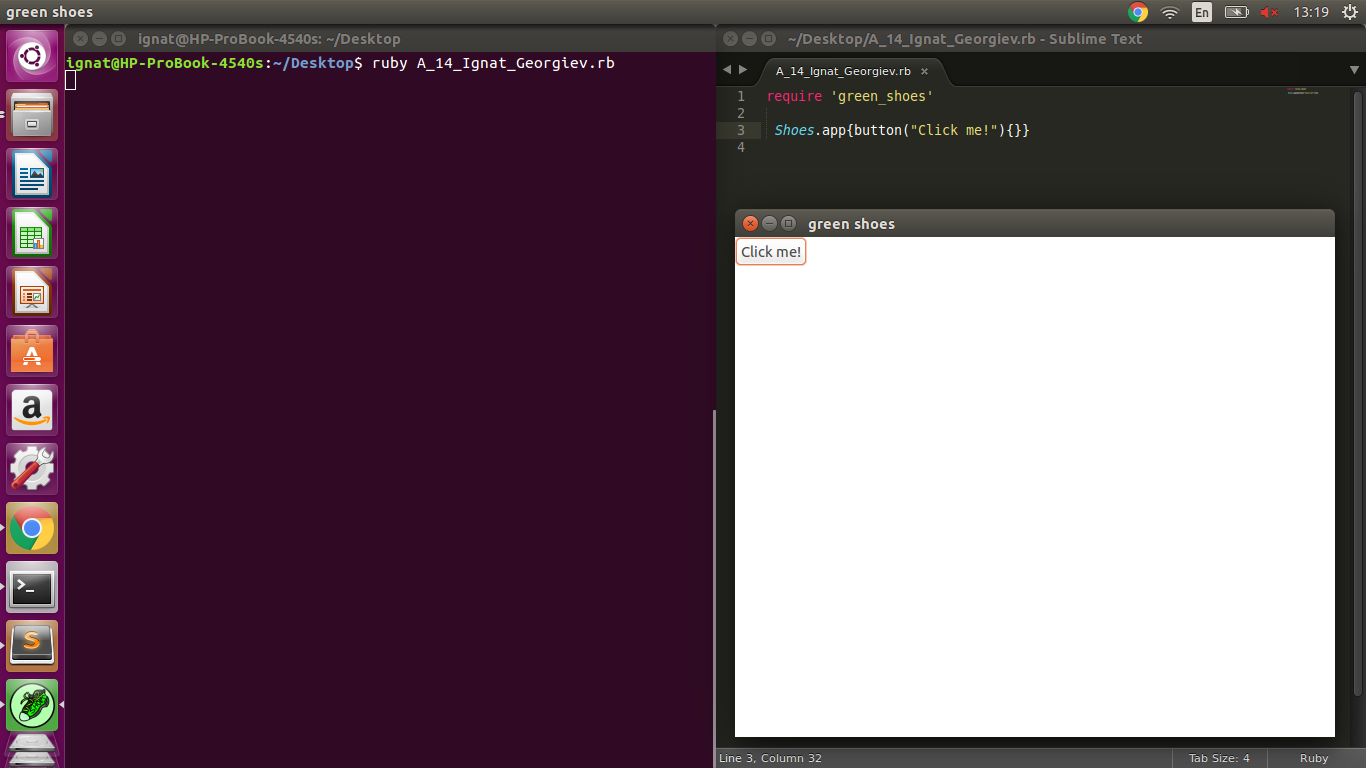 green shoes
En
13:19
ignat@HP-ProBook-4540s: ~/Desktop
ignat@HP-ProBook-4540s:~/Desktop$ ruby A_14_Ignat_Georgiev.rb
~/Desktop/A_14_Ignat_Georgiev.rb - Sublime Text
A_14_Ignat_Georgiev.rb ×
1 require 'green_shoes'
2
3 Shoes.app{button("Click me!"){}}
4
green shoes
Click me!
Line 3, Column 32
Tab Size: 4
Ruby